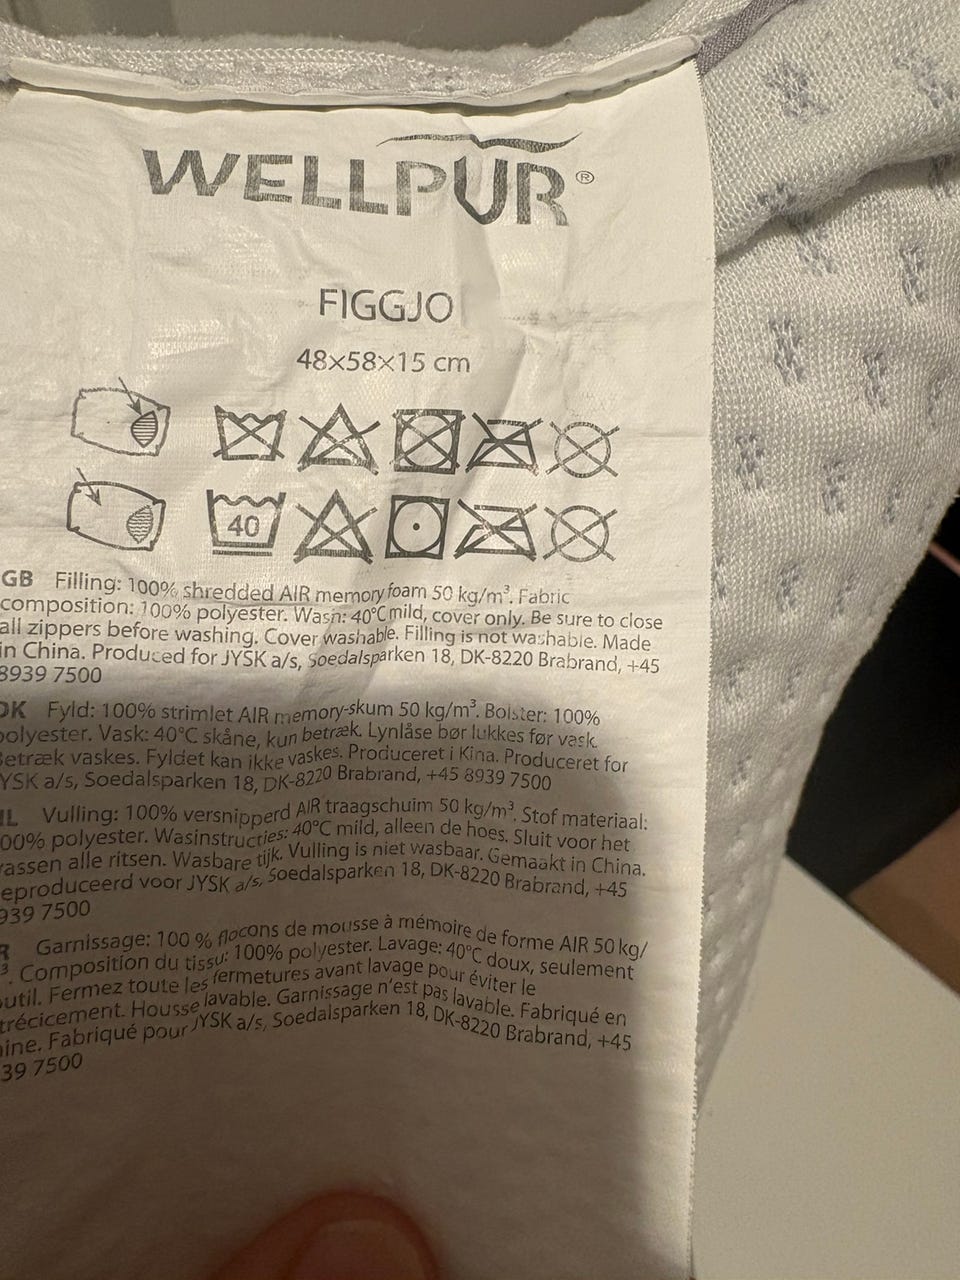 WELLPUR®
FIGGJO
48×58×15 cm
40
GB Filling: 100% shredded AIR memory foam 50 kg/m³. Fabric
composition: 100% polyester. Wash: 40°C mild, cover only. Be sure to close
all zippers before washing. Cover washable. Filling is not washable. Made
in China. Produced for JYSK a/s, Soedalsparken 18, DK-8220 Brabrand, +45
8939 7500
DK Fyld: 100% strimlet AIR memory-skum 50 kg/m³. Bolster: 100%
polyester. Vask: 40°C skåne, kun betræk. Lynlåse bør lukkes før vask.
Betræk vaskes. Fyldet kan ikke vaskes. Produceret i Kina. Produceret for
JYSK a/s, Soedalsparken 18, DK-8220 Brabrand, +45 8939 7500
NL Vulling: 100% versnipperd AIR traagschuim 50 kg/m³. Stof materiaal:
100% polyester. Wasinstructies: 40°C mild, alleen de hoes. Sluit voor het
wassen alle ritsen. Wasbare tijk. Vulling is niet wasbaar. Gemaakt in China.
Geproduceerd voor JYSK a/s, Soedalsparken 18, DK-8220 Brabrand, +45
8939 7500
FR Garnissage: 100 % flocons de mousse à mémoire de forme AIR 50 kg/
m³. Composition du tissu: 100% polyester. Lavage: 40°C doux, seulement
coutil. Fermez toute les fermetures avant lavage pour éviter le
rétrécicement. Housse lavable. Garnissage n'est pas lavable. Fabriqué en
Chine. Fabriqué pour JYSK a/s, Soedalsparken 18, DK-8220 Brabrand, +45
8939 7500